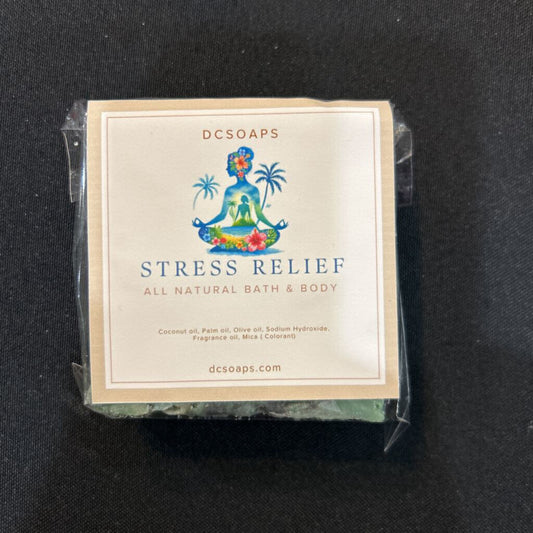 DCSOAPS
STRESS RELIEF
ALL NATURAL BATH & BODY
Coconut oil, Palm oil, Olive oil, Sodium Hydroxide,
Fragrance oil, Mica ( Colorant)
dcsoaps.com